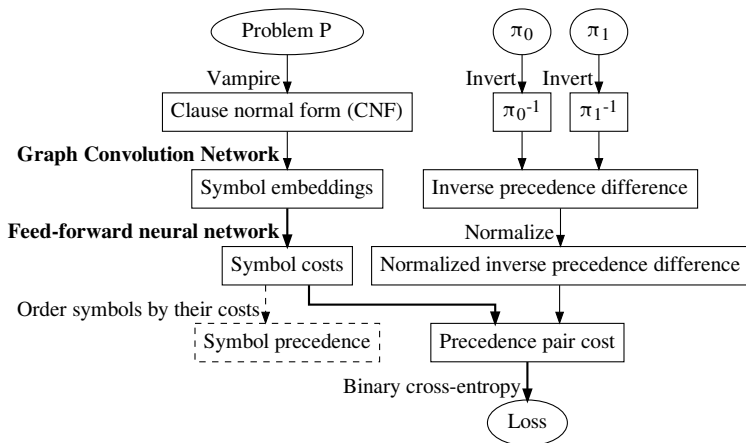 Problem P
π0
π1
Vampire
Invert
Invert
Clause normal form (CNF)
π0-1
π1-1
Graph Convolution Network
Symbol embeddings
Inverse precedence difference
Feed-forward neural network
Normalize
Symbol costs
Normalized inverse precedence difference
Order symbols by their costs
Symbol precedence
Precedence pair cost
Binary cross-entropy
Loss